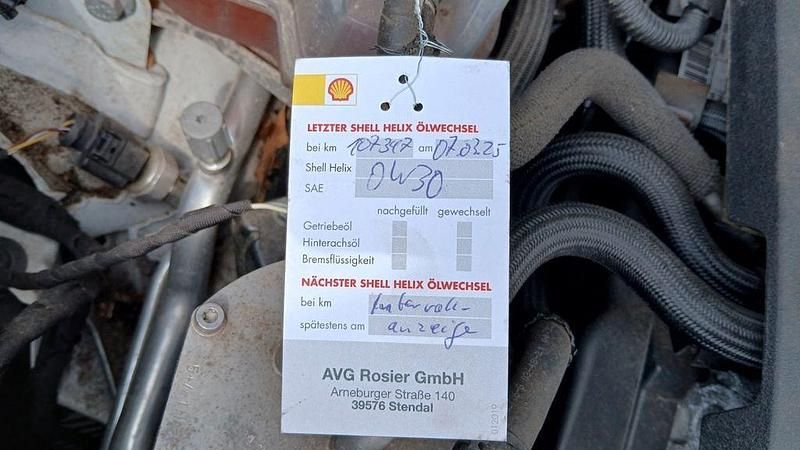 LETZTER SHELL HELIX ÖLWECHSEL
bei km 107347 am 07.03.25
Shell Helix 0W30
SAE
nachgefüllt gewechselt
Getriebeöl
Hinterachsöl
Bremsflüssigkeit
NÄCHSTER SHELL HELIX ÖLWECHSEL
bei km Intervall-
spätestens am anzeige
AVG Rosier GmbH
Arneburger Straße 140
39576 Stendal
012019